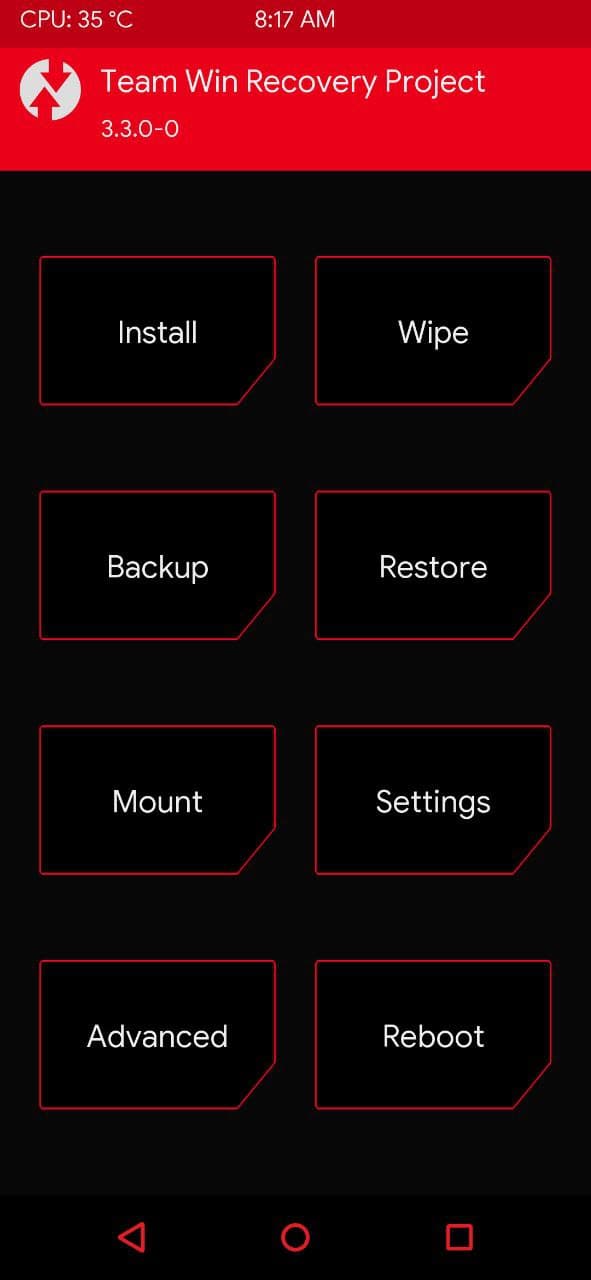 CPU: 35 °C 8:17 AM
Team Win Recovery Project
3.3.0-0
Install Wipe
Backup Restore
Mount Settings
Advanced Reboot